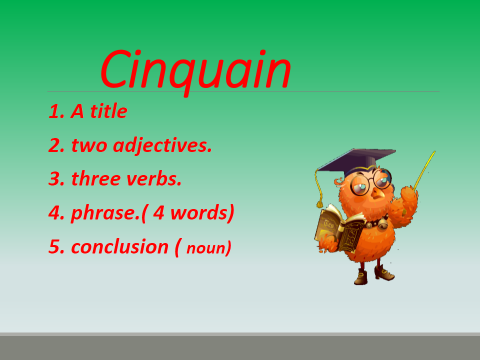 Cinquain
1. A title
2. two adjectives.
3. three verbs.
4. phrase.( 4 words)
5. conclusion ( noun)